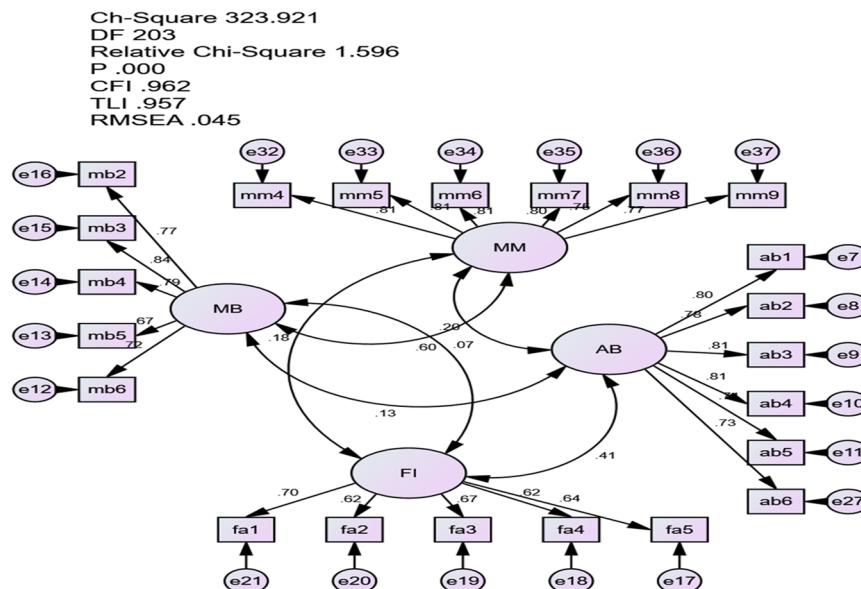 Ch-Square 323.921
DF 203
Relative Chi-Square 1.596
P .000
CFI .962
TLI .957
RMSEA .045
e32 e33 e34 e35 e36 e37
e16 mb2
mm4 mm5 mm6 mm7 mm8 mm9
.81 .81 .81 .80 .77
e15 mb3
.77
MM
e7 ab1
.84
e14 mb4
.79
MB
.80
ab2 e8
.78
e13 mb5
.67
.18 .20 .07
.60
AB
.81
ab3 e9
.72
e12 mb6
.81
ab4 e10
.13
.73
ab5 e11
.41
FI
ab6 e27
.70 .62 .67 .62 .64
fa1 fa2 fa3 fa4 fa5
e21 e20 e19 e18 e17